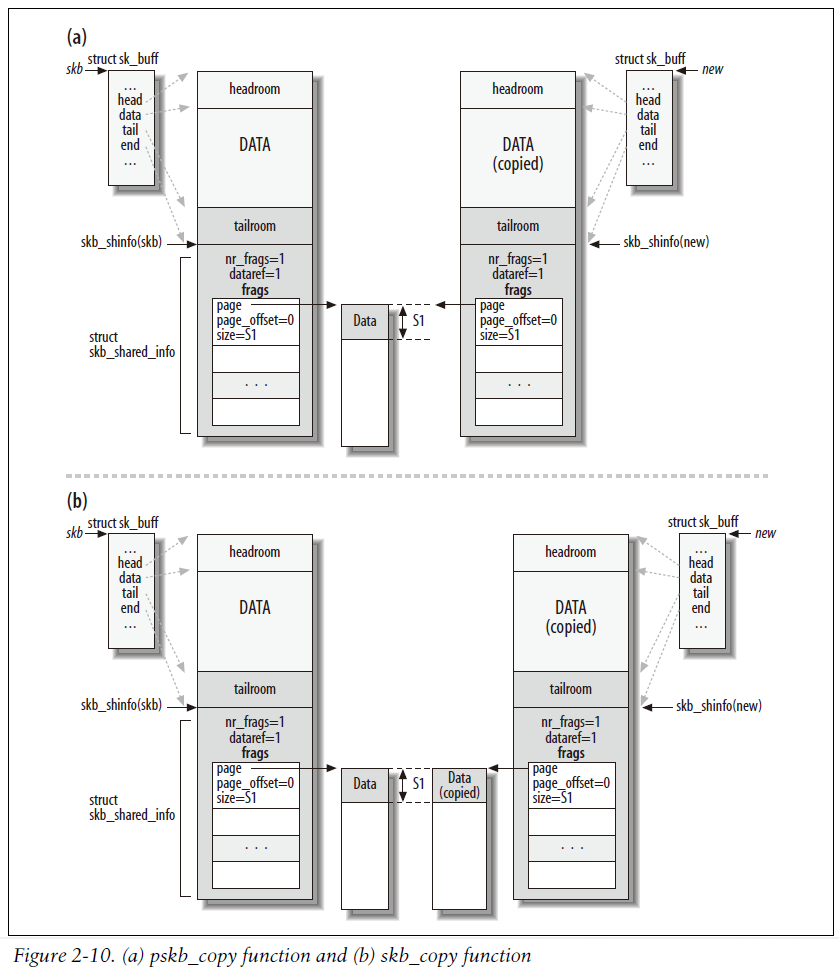 (a)
struct sk_buff
skb
...
head
data
tail
end
...
headroom
DATA
tailroom
skb_shinfo(skb)
nr_frags=1
dataref=1
frags
page
page_offset=0
size=S1
. . .
struct
skb_shared_info
Data
S1
headroom
DATA
(copied)
tailroom
nr_frags=1
dataref=1
frags
page
page_offset=0
size=S1
. . .
struct sk_buff
new
...
head
data
tail
end
...
skb_shinfo(new)
(b)
struct sk_buff
skb
...
head
data
tail
end
...
headroom
DATA
tailroom
skb_shinfo(skb)
nr_frags=1
dataref=1
frags
page
page_offset=0
size=S1
. . .
struct
skb_shared_info
Data
S1
Data
(copied)
headroom
DATA
(copied)
tailroom
nr_frags=1
dataref=1
frags
page
page_offset=0
size=S1
. . .
struct sk_buff
new
...
head
data
tail
end
...
skb_shinfo(new)
Figure 2-10. (a) pskb_copy function and (b) skb_copy function